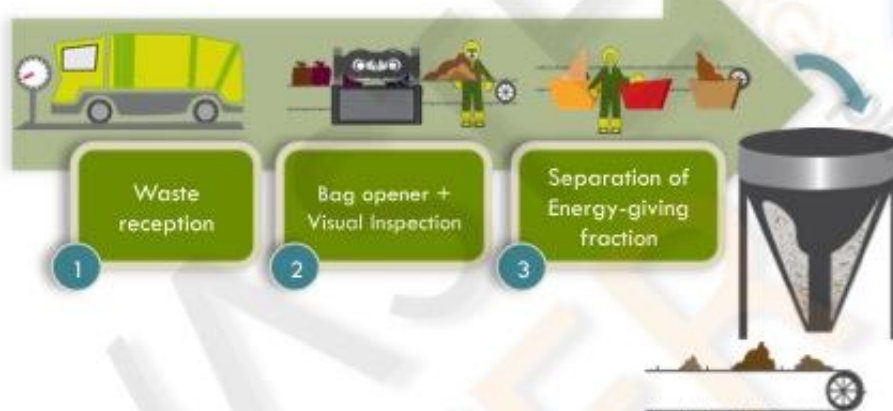 Waste
reception
1
Bag opener +
Visual Inspection
2
Separation of
Energy-giving
fraction
3